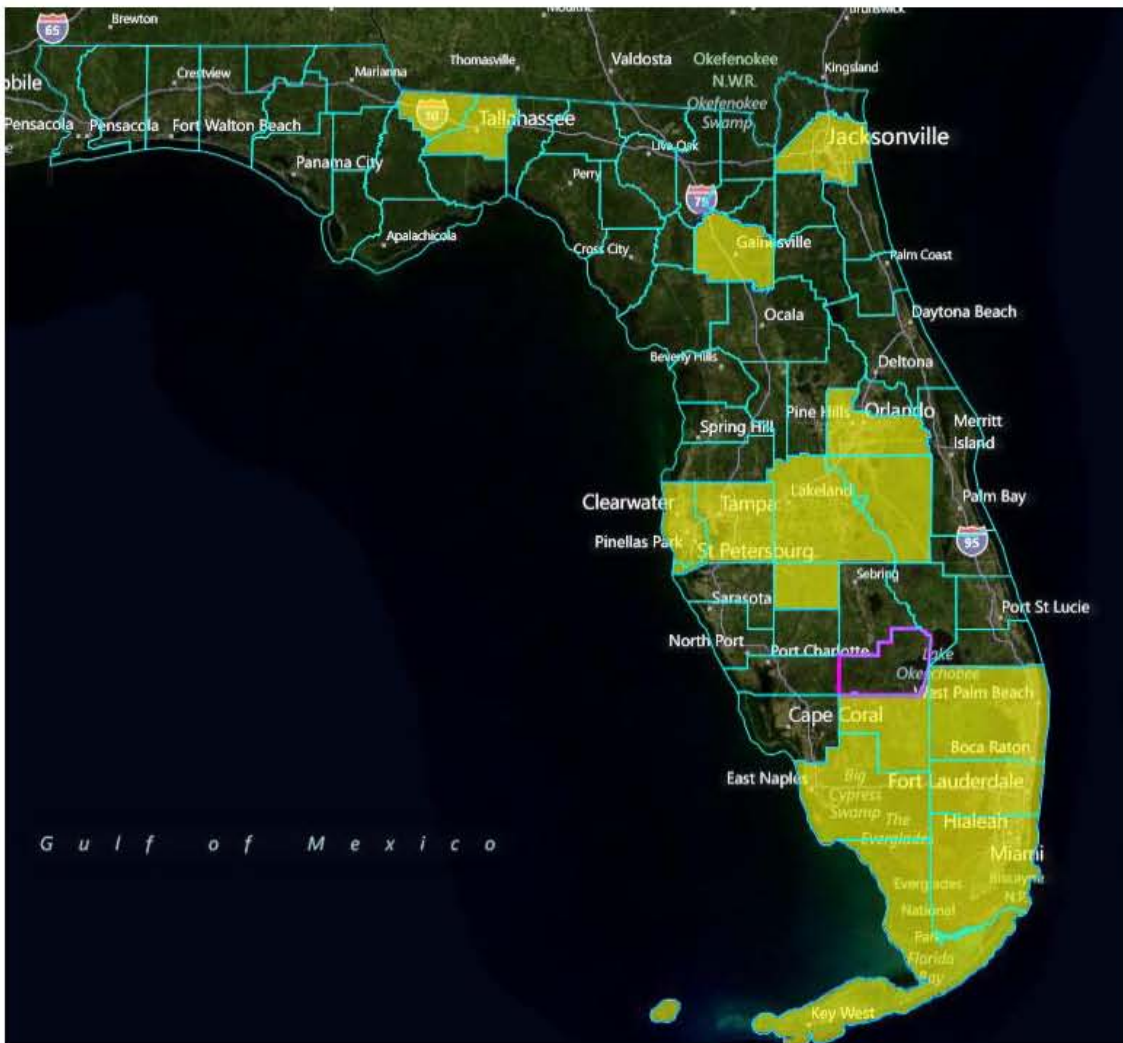 65
Brewton
Thomasville
Valdosta
Okefenokee
N.W.R.
Kingsland
Crestview
Marianna
Okefenokee
Swamp
obile
10
Tallahassee
Jacksonville
Pensacola
Pensacola
Fort Walton Beach
Live Oak
Panama City
Perry
75
Apalachicola
Cross City
Gainesville
Palm Coast
Ocala
Daytona Beach
Beverly Hills
Deltona
Pine Hills
Orlando
Spring Hill
Merritt
Island
Clearwater
Tampa
Lakeland
Palm Bay
Pinellas Park
St Petersburg
95
Sebring
Sarasota
Port St Lucie
North Port
Port Charlotte
Lake
Okeechobee
West Palm Beach
Cape Coral
Boca Raton
East Naples
Big
Cypress
Swamp
Fort Lauderdale
The
Everglade
Hialeah
Gulf of Mexico
Miami
Everglades
Biscayne
N.P.
National
Park
Florida
Bay
Key West